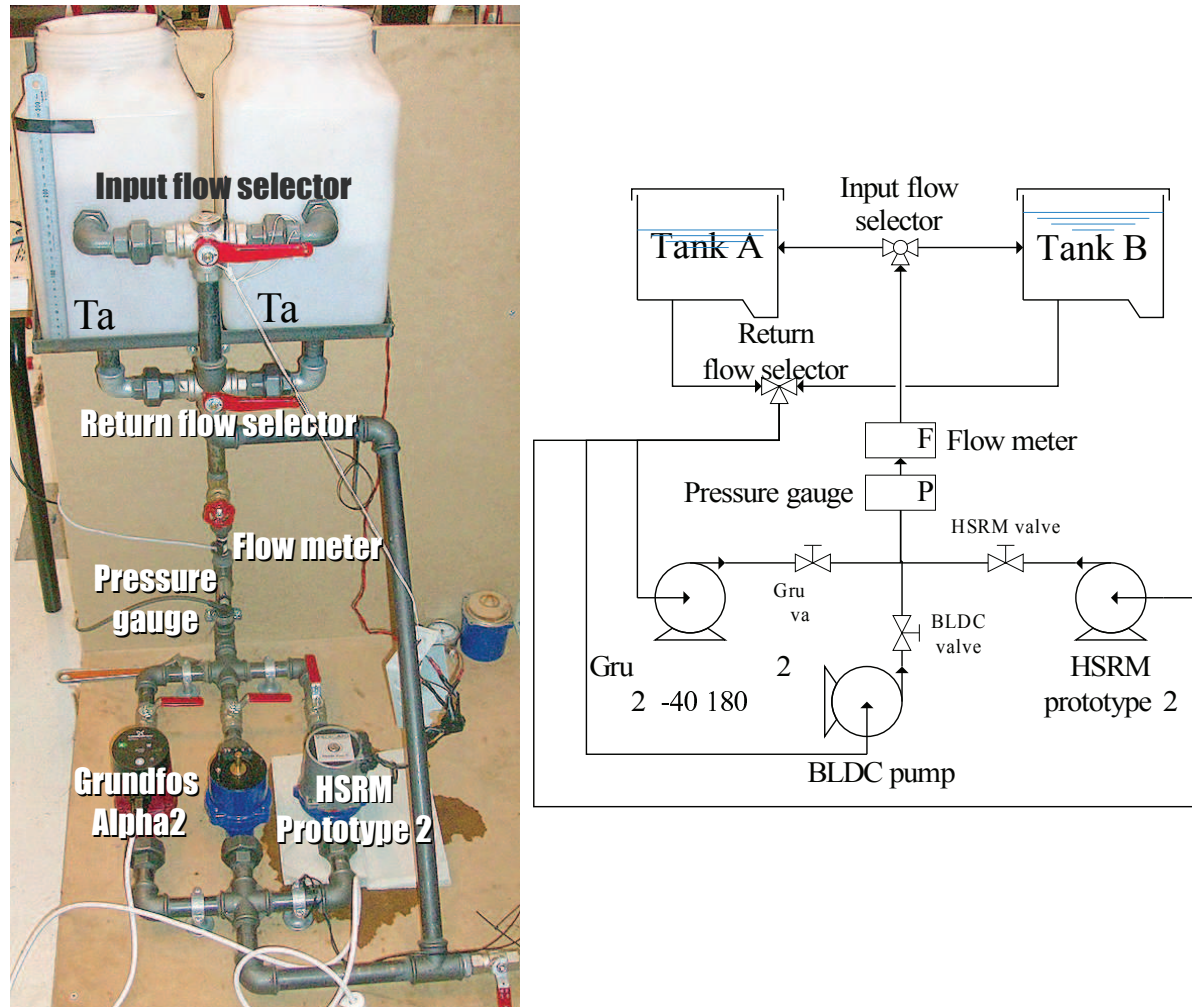 Input flow selector
Ta
Ta
Return flow selector
Flow meter
Pressure
gauge
Grundfos
Alpha2
HSRM
Prototype 2
Input flow
selector
Tank A
Tank B
Return
flow selector
F
Flow meter
Pressure gauge
P
HSRM valve
Gru
va
BLDC
valve
Gru
2
2 -40 180
HSRM
prototype 2
BLDC pump